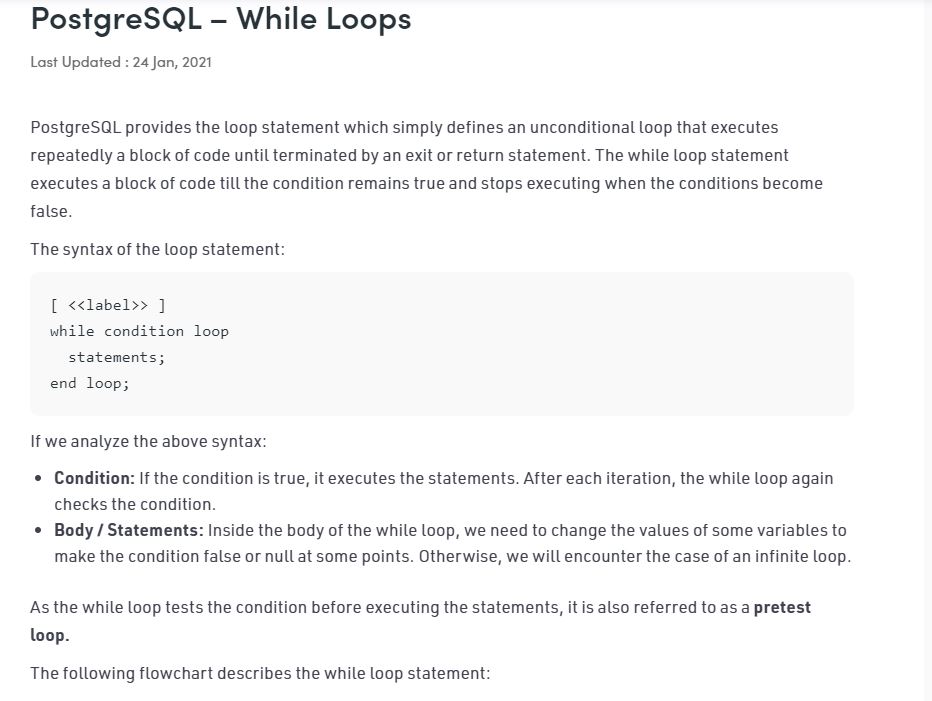 PostgreSQL – While Loops
Last Updated : 24 Jan, 2021
PostgreSQL provides the loop statement which simply defines an unconditional loop that executes
repeatedly a block of code until terminated by an exit or return statement. The while loop statement
executes a block of code till the condition remains true and stops executing when the conditions become
false.
The syntax of the loop statement:
[ <<label>> ]
while condition loop
  statements;
end loop;
If we analyze the above syntax:
• Condition: If the condition is true, it executes the statements. After each iteration, the while loop again
checks the condition.
• Body / Statements: Inside the body of the while loop, we need to change the values of some variables to
make the condition false or null at some points. Otherwise, we will encounter the case of an infinite loop.
As the while loop tests the condition before executing the statements, it is also referred to as a pretest
loop.
The following flowchart describes the while loop statement: